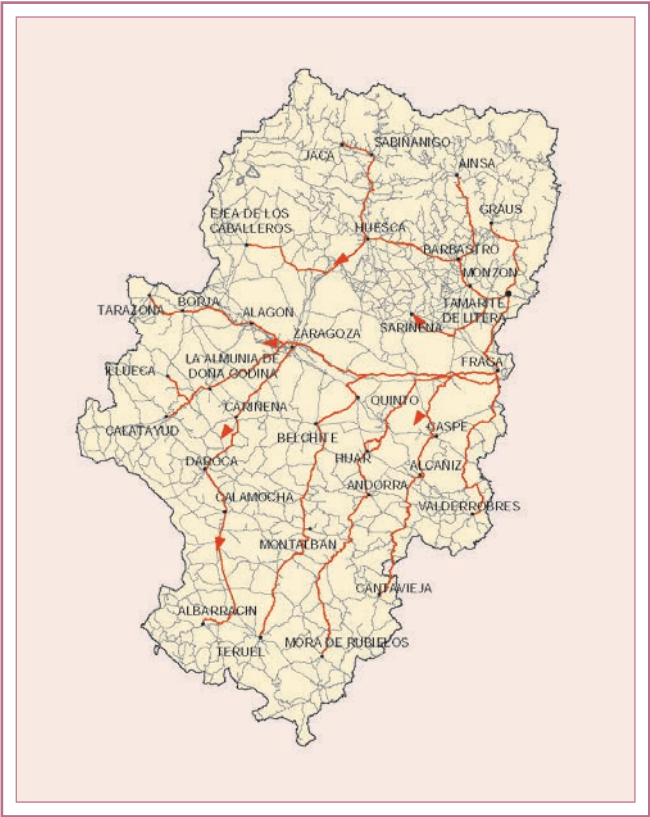 SABIÑANIGO
JACA
AINSA
GRAUS
EJEA DE LOS
CABALLEROS
HUESCA
BARBASTRO
MONZON
TAMARITE
DE LITERA
TARAZONA
BORJA
ALAGON
SARIÑENA
ZARAGOZA
LA ALMUNIA DE
DOÑA GODINA
FRAGA
ILLUECA
CARIÑENA
QUINTO
CALATAYUD
BELCHITE
CASPE
HIJAR
DAROCA
ALCAÑIZ
ANDORRA
CALAMOCHA
VALDERROBRES
MONTALBAN
CANTAVIEJA
ALBARRACIN
TERUEL
MORA DE RUBIELOS